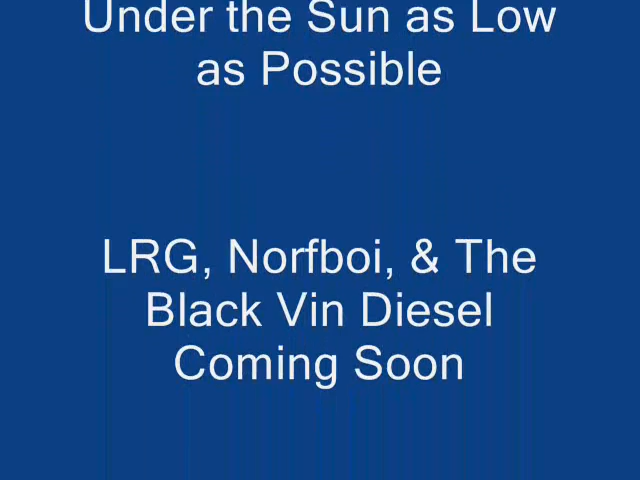 Under the Sun as Low
as Possible
LRG, Norfboi, & The
Black Vin Diesel
Coming Soon